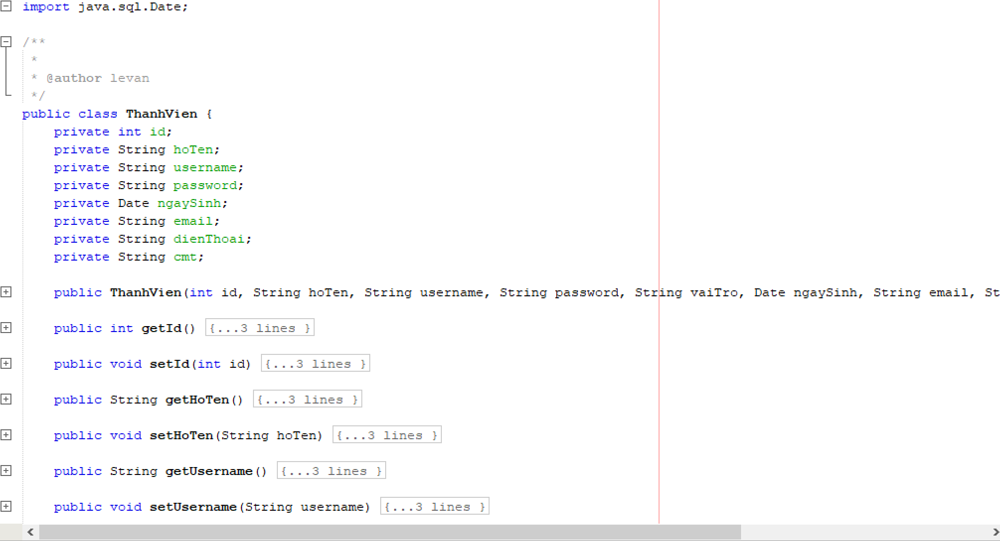 import java.sql.Date;
/**
*
* @author levan
*/
public class ThanhVien {
private int id;
private String hoTen;
private String username;
private String password;
private Date ngaySinh;
private String email;
private String dienThoai;
private String cmt;
public ThanhVien(int id, String hoTen, String username, String password, String vaiTro, Date ngaySinh, String email, St
public int getId() {...3 lines }
public void setId(int id) {...3 lines }
public String getHoTen() {...3 lines }
public void setHoTen(String hoTen) {...3 lines }
public String getUsername() {...3 lines }
public void setUsername(String username) {...3 lines }